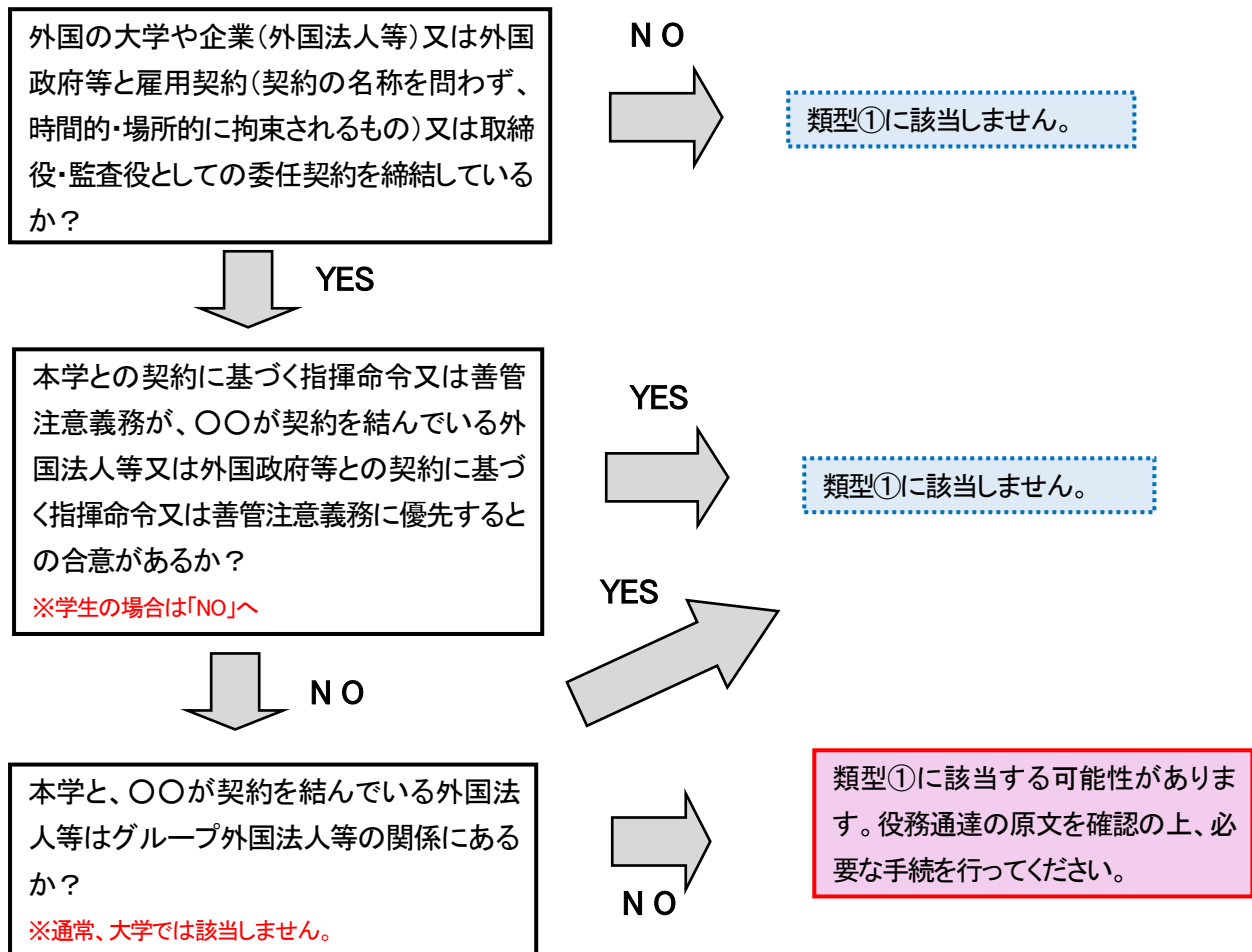 外国の大学や企業(外国法人等)又は外国
政府等と雇用契約(契約の名称を問わず、
時間的・場所的に拘束されるもの)又は取締
役・監査役としての委任契約を締結している
か?
NO
類型①に該当しません。
YES
本学との契約に基づく指揮命令又は善管
注意義務が、〇〇が契約を結んでいる外
国法人等又は外国政府等との契約に基づ
く指揮命令又は善管注意義務に優先すると
の合意があるか?
※学生の場合は「NO」へ
YES
類型①に該当しません。
YES
NO
本学と、〇〇が契約を結んでいる外国法
人等はグループ外国法人等の関係にある
か?
※通常、大学では該当しません。
NO
類型①に該当する可能性がありま
す。役務通達の原文を確認の上、必
要な手続を行ってください。